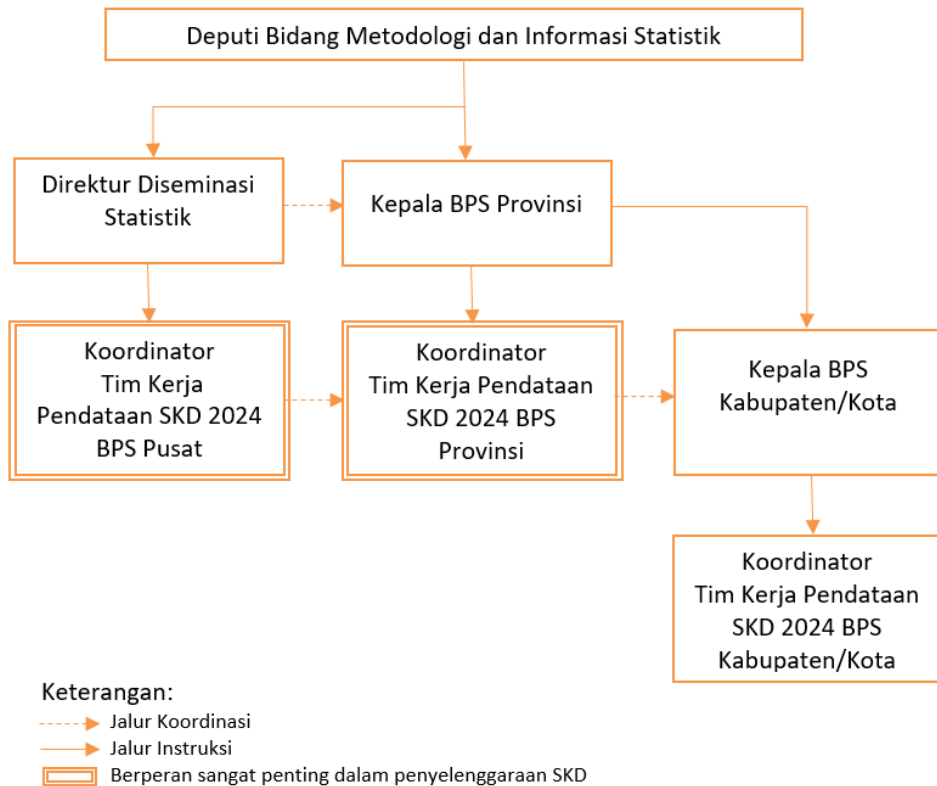 Deputi Bidang Metodologi dan Informasi Statistik
Direktur Diseminasi
Statistik
Kepala BPS Provinsi
Koordinator
Tim Kerja
Pendataan SKD 2024
BPS Pusat
Koordinator
Tim Kerja Pendataan
SKD 2024 BPS
Provinsi
Kepala BPS
Kabupaten/Kota
Koordinator
Tim Kerja Pendataan
SKD 2024 BPS
Kabupaten/Kota
Keterangan:
Jalur Koordinasi
Jalur Instruksi
Berperan sangat penting dalam penyelenggaraan SKD